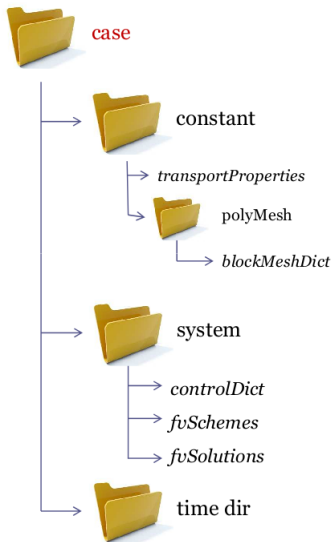 case
constant
transportProperties
polyMesh
blockMeshDict
system
controlDict
fvSchemes
fvSolutions
time dir